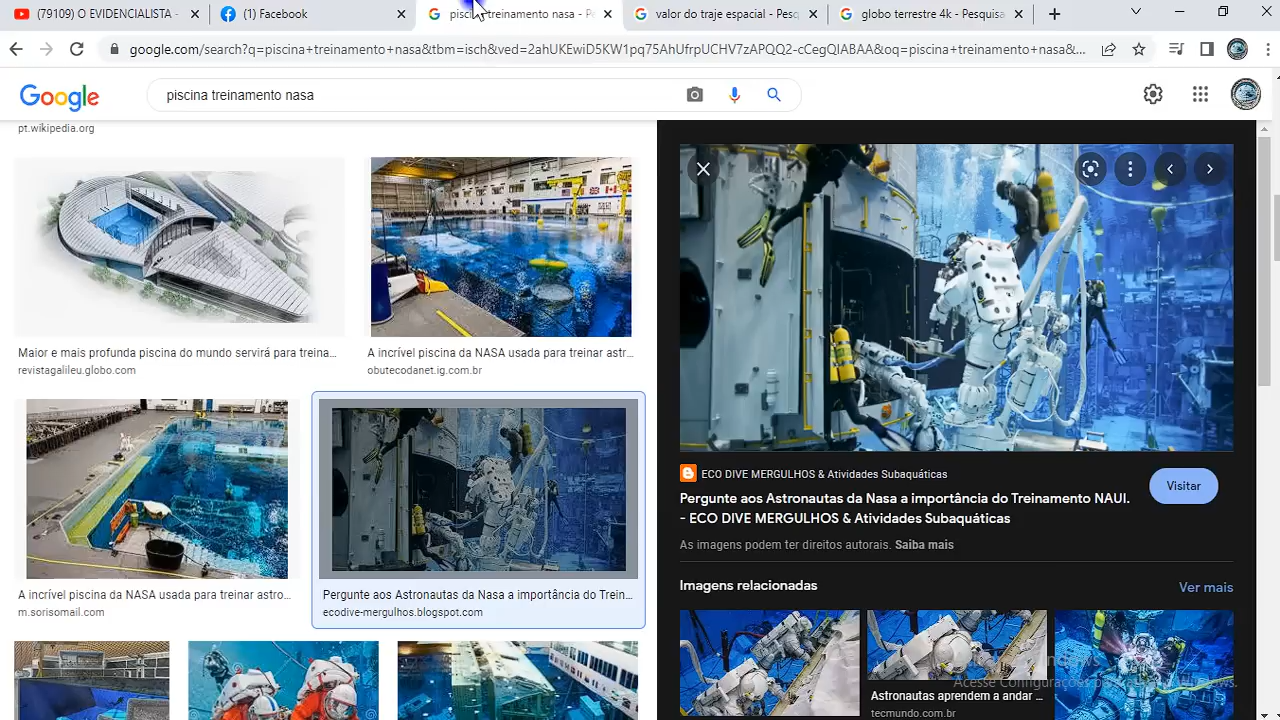 (79109) O EVIDENCIALISTA -
(1) Facebook
piscina treinamento nasa - Pe
valor do traje espacial - Pesq
globo terrestre 4k - Pesquisa
google.com/search?q=piscina+treinamento+nasa&tbm=isch&ved=2ahUKEwiD5KW1pq75AhUfrpUCHV7zAPQQ2-cCegQIABAA&oq=piscina+treinamento+nasa&...
Google
piscina treinamento nasa
pt.wikipedia.org
Maior e mais profunda piscina do mundo servirá para treina...
revistagalileu.globo.com
A incrível piscina da NASA usada para treinar astr...
obutecodanet.ig.com.br
A incrível piscina da NASA usada para treinar astro...
m.sorisomail.com
Pergunte aos Astronautas da Nasa a importância do Trein...
ecodive-mergulhos.blogspot.com
ECO DIVE MERGULHOS & Atividades Subaquáticas
Pergunte aos Astronautas da Nasa a importância do Treinamento NAUI.
- ECO DIVE MERGULHOS & Atividades Subaquáticas
Visitar
As imagens podem ter direitos autorais. Saiba mais
Imagens relacionadas
Ver mais
Astronautas aprendem a andar ...
tecmundo.com.br